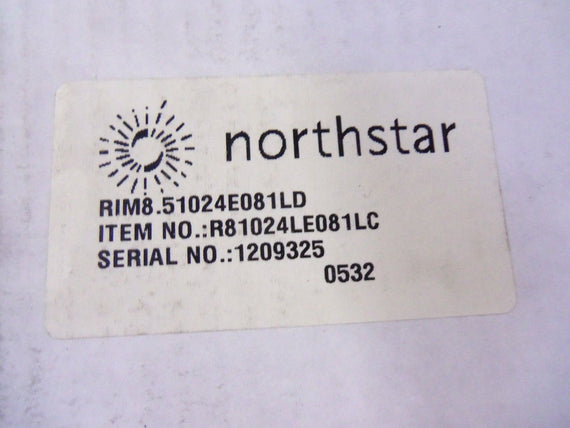 northstar
RIM8.51024E081LD
ITEM NO.:R81024LE081LC
SERIAL NO.:1209325
0532